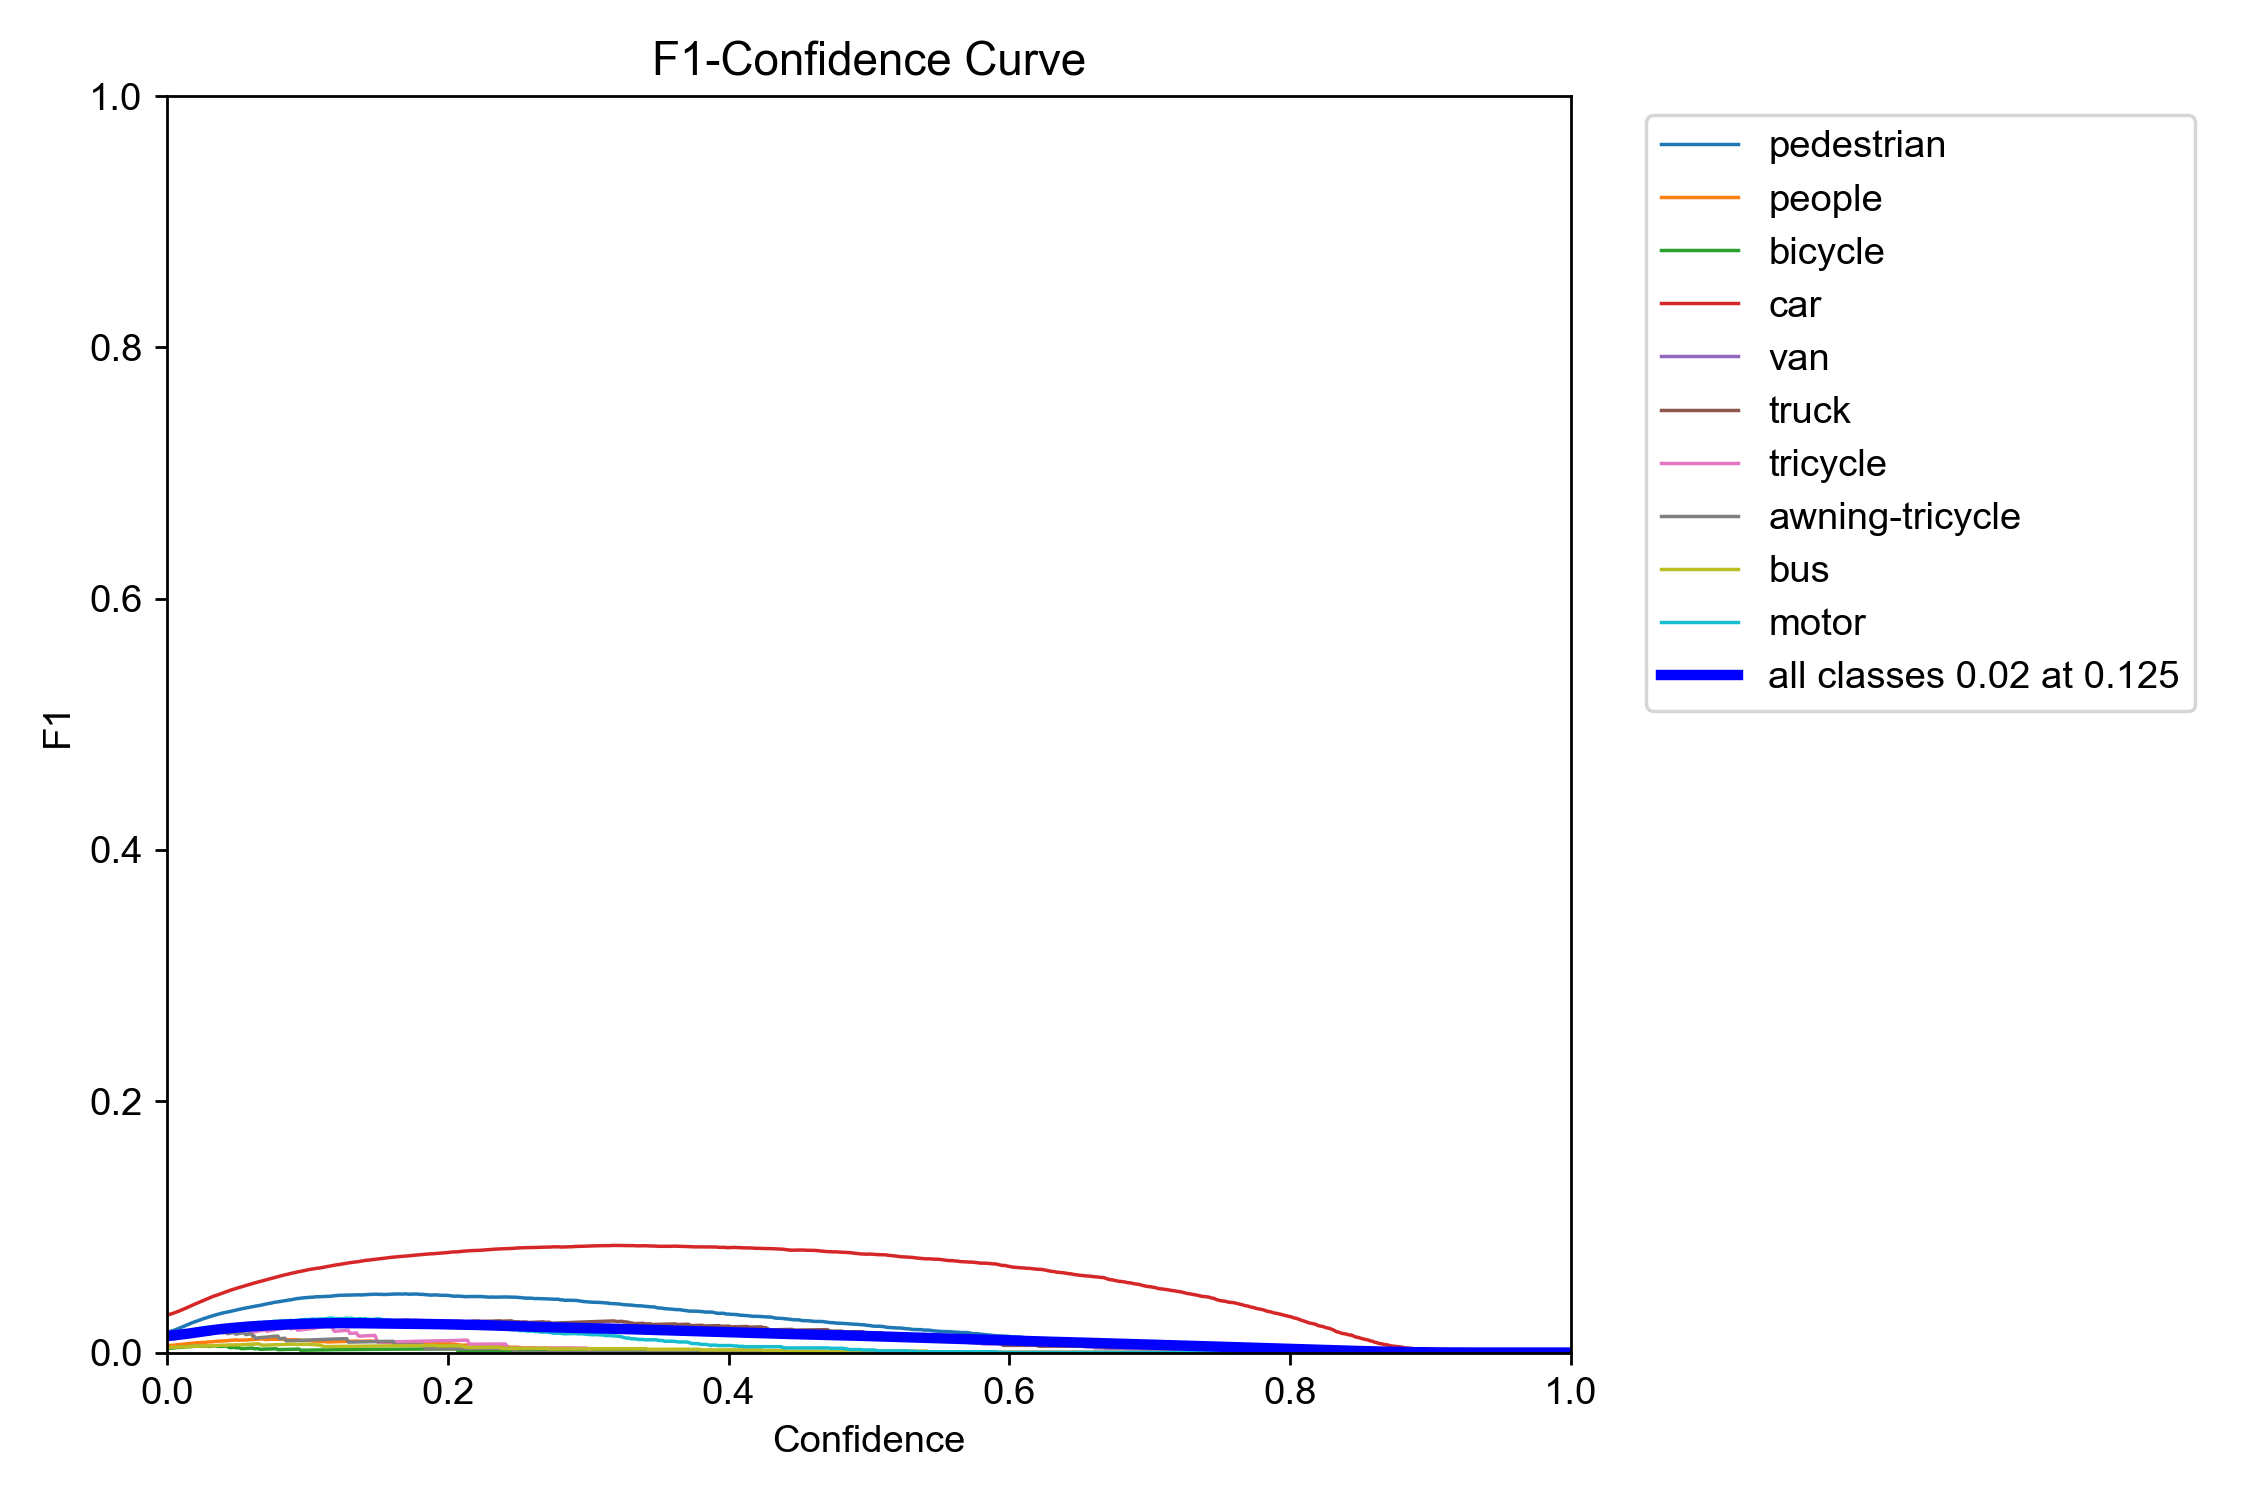 F1-Confidence Curve
1.0
0.8
0.6
0.4
0.2
0.0
F1
0.0 0.2 0.4 0.6 0.8 1.0
Confidence
pedestrian
people
bicycle
car
van
truck
tricycle
awning-tricycle
bus
motor
all classes 0.02 at 0.125